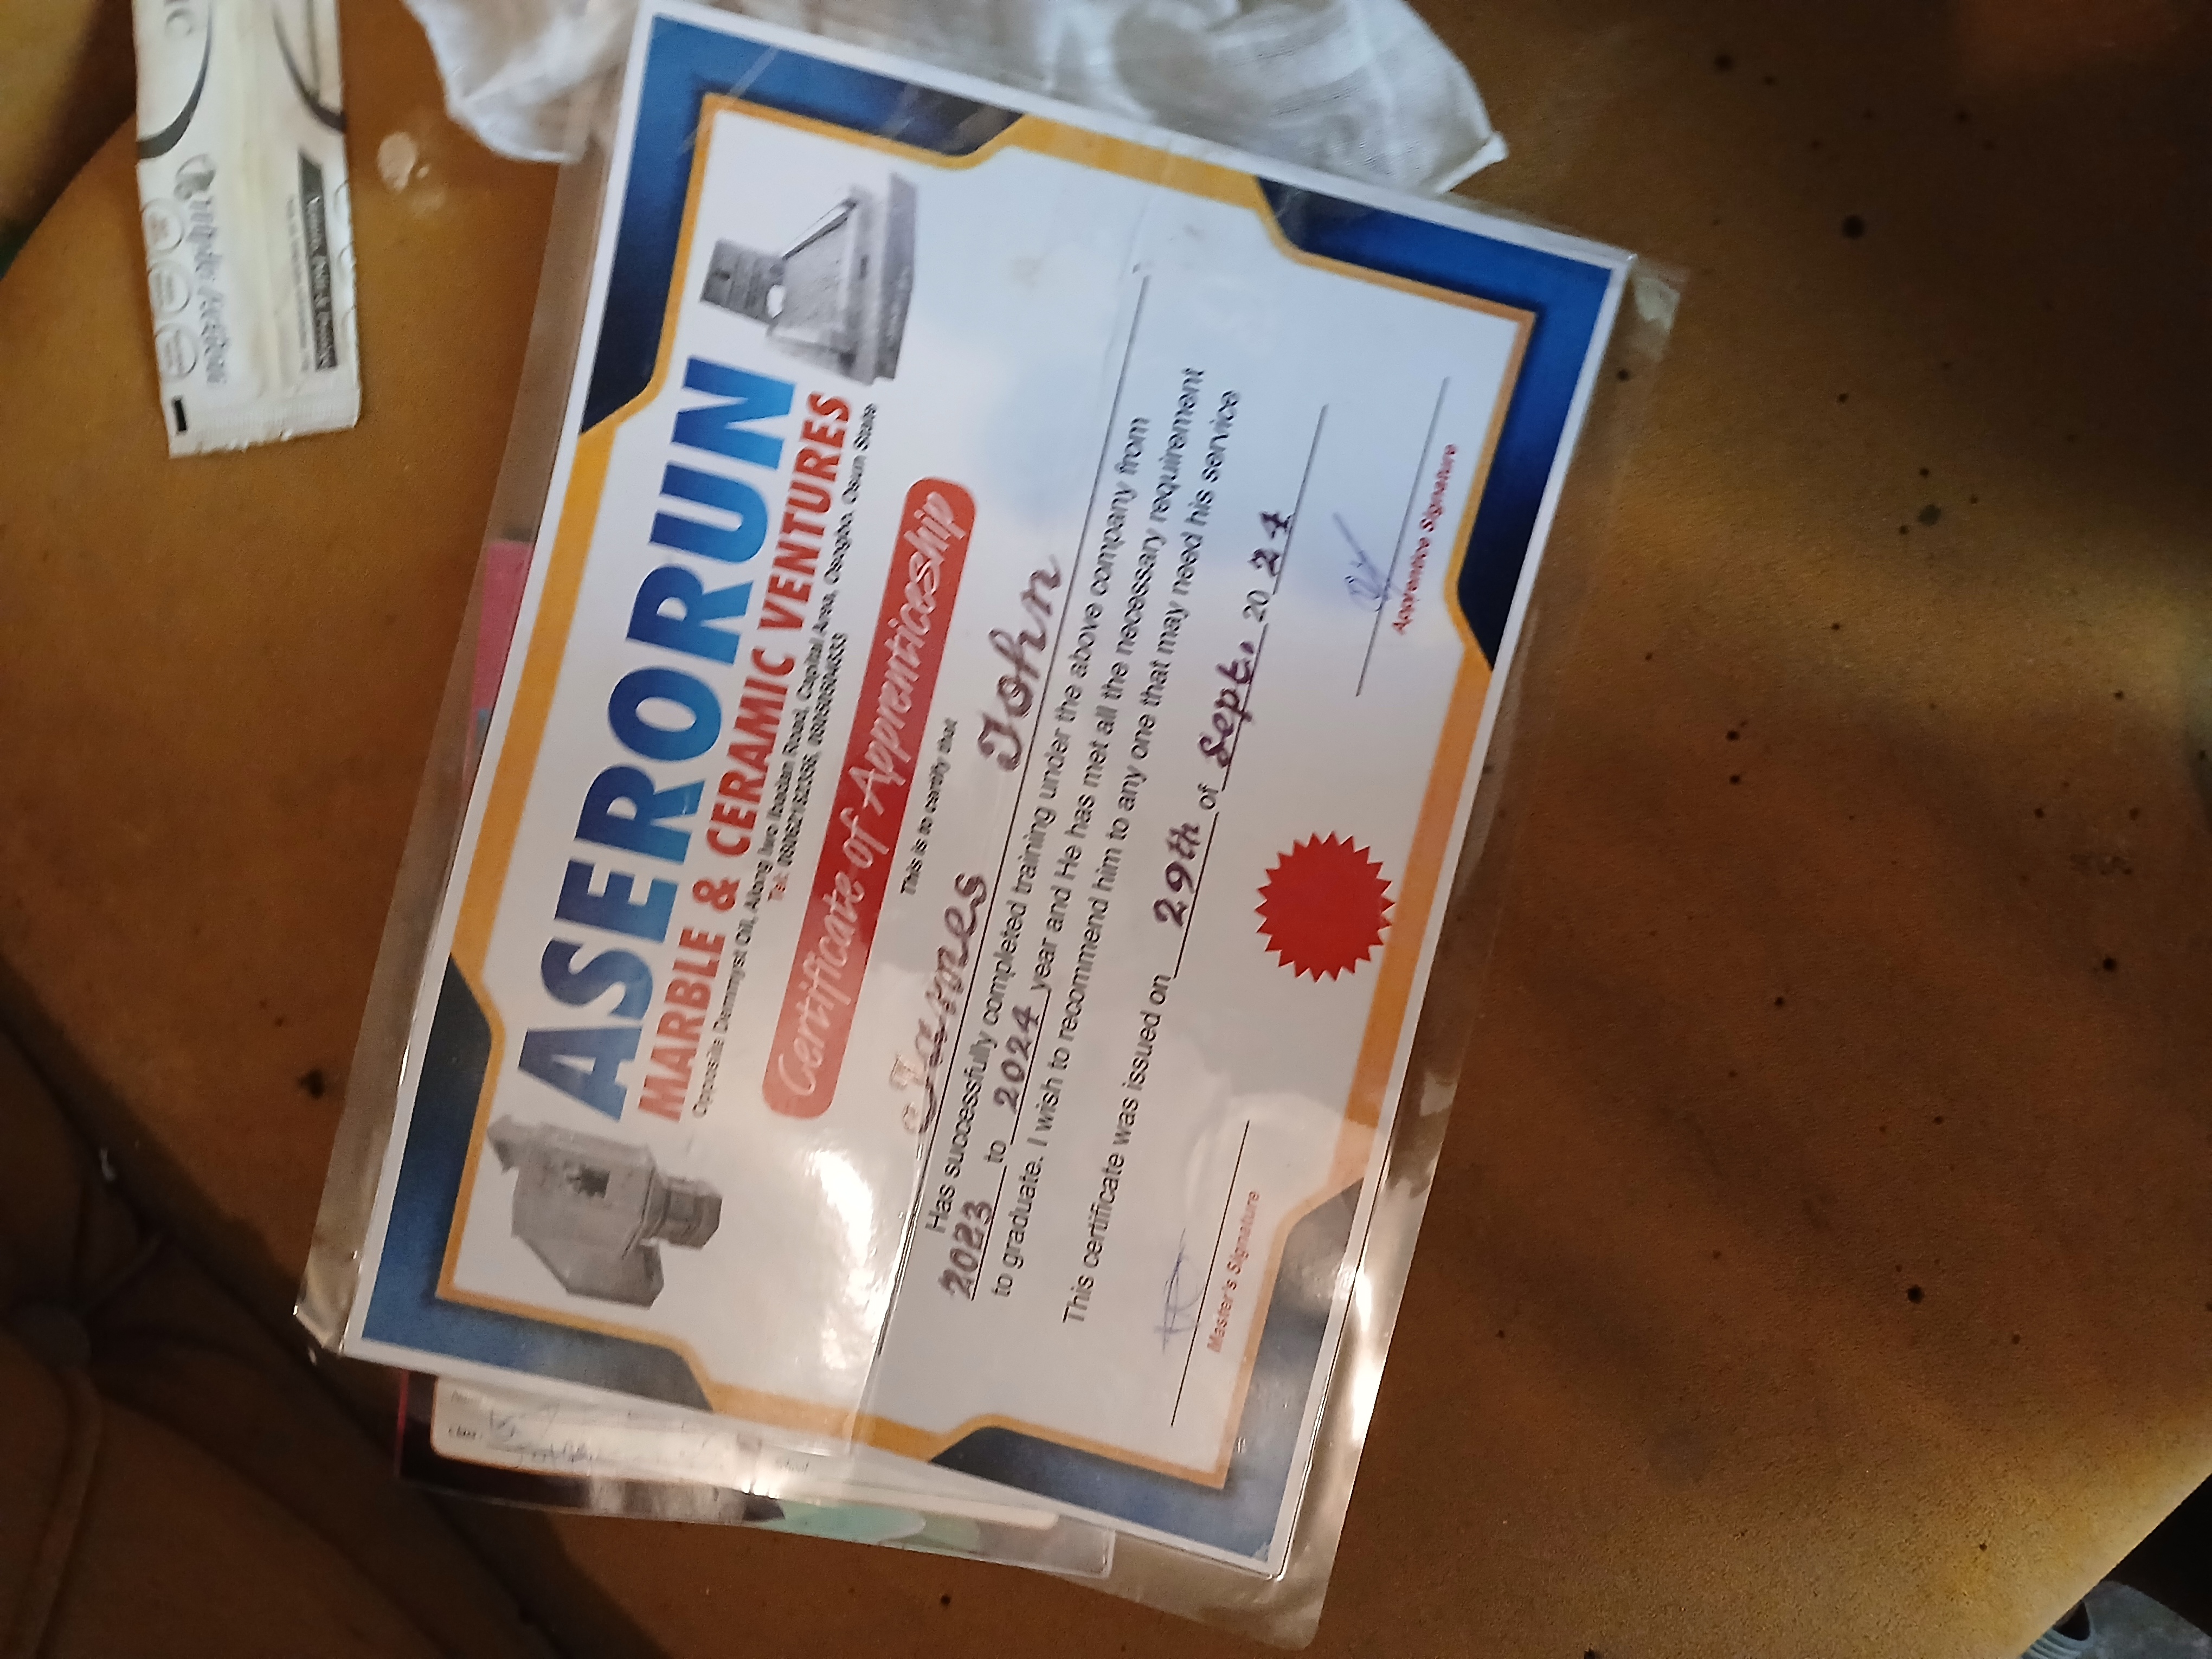 ASERORUN
MARBLE & CERAMIC VENTURES
Opposite Demmyst Oil, Along Iwo Ibadan Road, Capital Area, Osogbo. Osun State
Tel:
Certificate of Apprenticeship
This is to certify that
James John
Has successfully completed training under the above company from
2023 to 2024 year and He has met all the necessary requirement
to graduate. I wish to recommend him to any one that may need his service
This certificate was issued on 29th of Sept. 2024
Master's Signature
Apprentice Signature